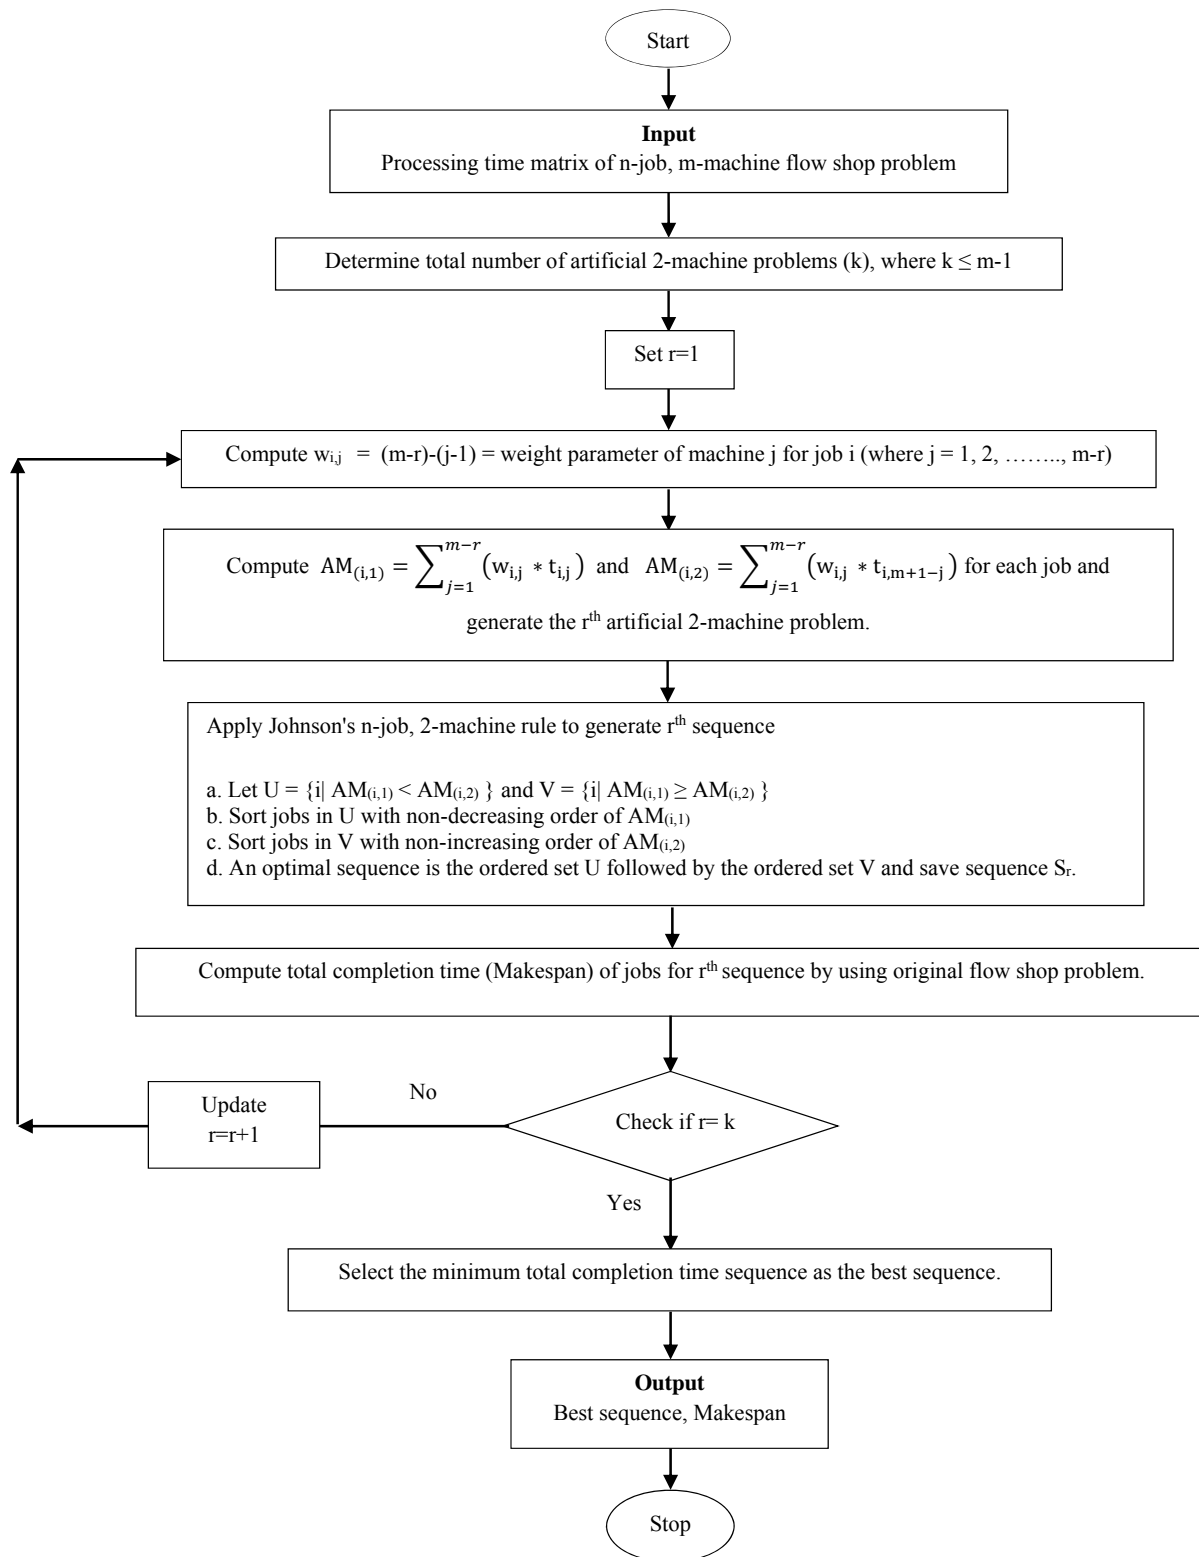 Start
Input
Processing time matrix of n-job, m-machine flow shop problem
Determine total number of artificial 2-machine problems (k), where k ≤ m-1
Set r=1
Compute wi,j = (m-r)-(j-1) = weight parameter of machine j for job i (where j = 1, 2, …….., m-r)
Compute AM(i,1) = ∑_{j=1}^{m−r} (wi,j * ti,j) and AM(i,2) = ∑_{j=1}^{m−r} (wi,j * ti,m+1−j) for each job and
generate the rth artificial 2-machine problem.
Apply Johnson's n-job, 2-machine rule to generate rth sequence
a. Let U = {i| AM(i,1) < AM(i,2) } and V = {i| AM(i,1) ≥ AM(i,2) }
b. Sort jobs in U with non-decreasing order of AM(i,1)
c. Sort jobs in V with non-increasing order of AM(i,2)
d. An optimal sequence is the ordered set U followed by the ordered set V and save sequence Sr.
Compute total completion time (Makespan) of jobs for rth sequence by using original flow shop problem.
Check if r= k
No
Update
r=r+1
Yes
Select the minimum total completion time sequence as the best sequence.
Output
Best sequence, Makespan
Stop